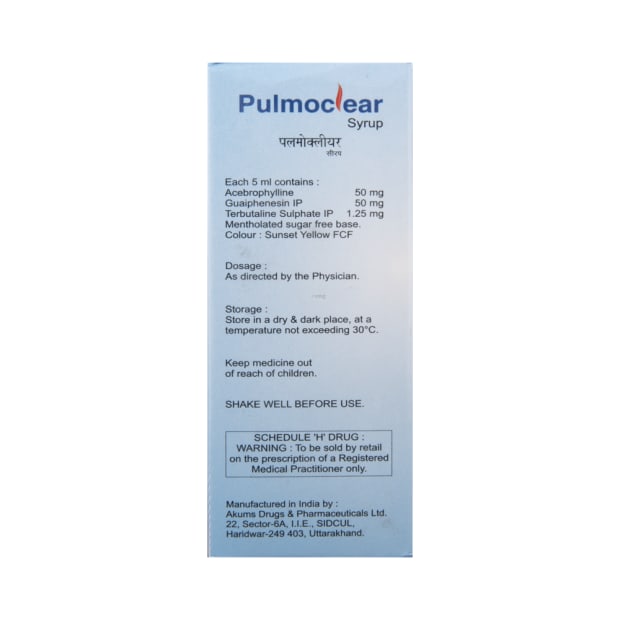 Pulmoclear
Syrup
पलमोक्लीयर
सीरप
Each 5 ml contains :
Acebrophylline 50 mg
Guaiphenesin IP 50 mg
Terbutaline Sulphate IP 1.25 mg
Mentholated sugar free base.
Colour : Sunset Yellow FCF
Dosage :
As directed by the Physician.
Storage :
Store in a dry & dark place, at a
temperature not exceeding 30°C.
Keep medicine out
of reach of children.
SHAKE WELL BEFORE USE.
SCHEDULE 'H' DRUG :
WARNING : To be sold by retail
on the prescription of a Registered
Medical Practitioner only.
Manufactured in India by :
Akums Drugs & Pharmaceuticals Ltd.
22, Sector-6A, I.I.E., SIDCUL,
Haridwar-249 403, Uttarakhand.